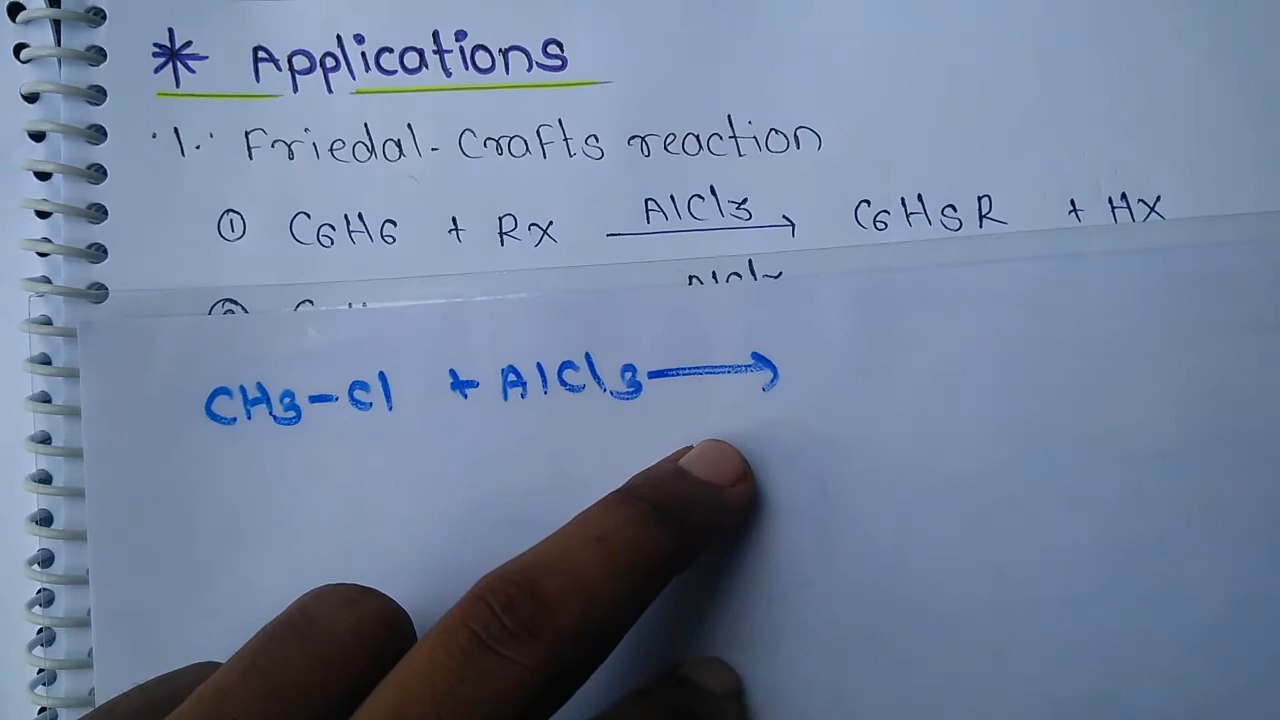 * Applications
1. Friedal-Crafts reaction
① C6H6 + RX AlCl3 → C6H5R + HX
CH3-Cl + AlCl3 →